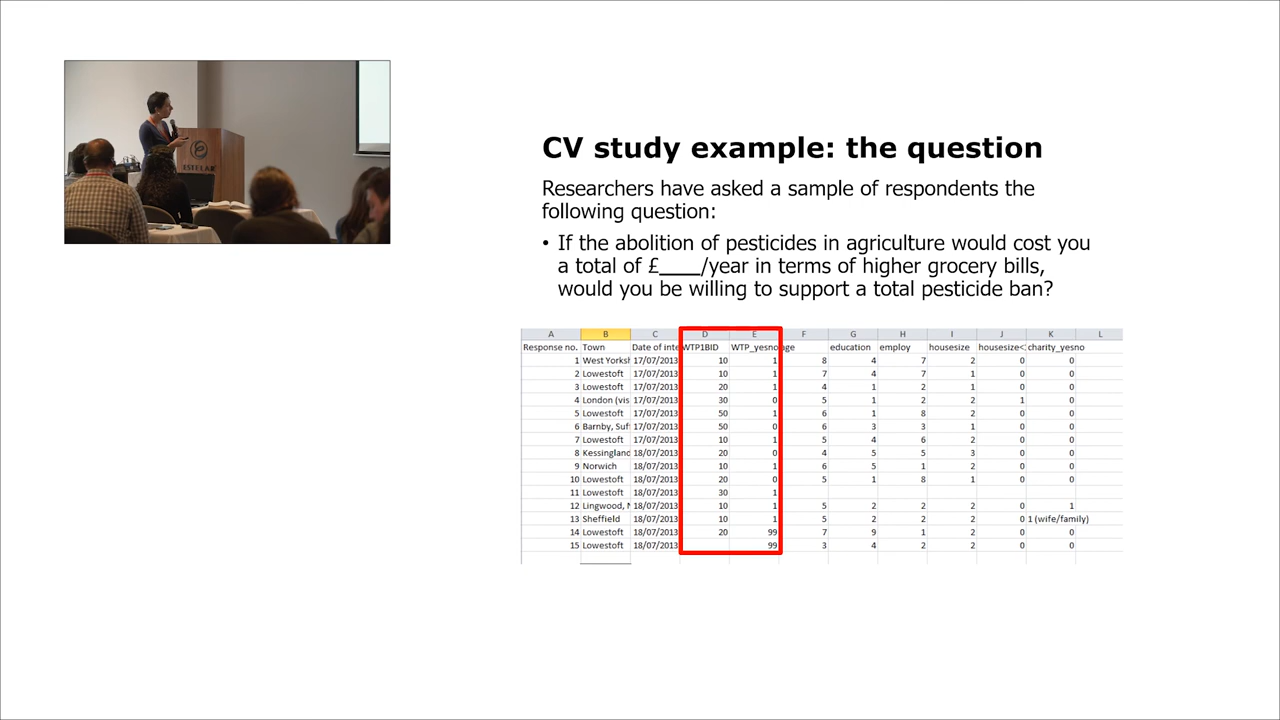 ESTELAR
CV study example: the question
Researchers have asked a sample of respondents the
following question:
• If the abolition of pesticides in agriculture would cost you
a total of £____/year in terms of higher grocery bills,
would you be willing to support a total pesticide ban?
A B C D E F G H I J K L
Response no. Town Date of inte WTP1BID WTP_yesno age education employ housesize housesize< charity_yesno
1 West Yorksh 17/07/2013 10 1 8 4 7 2 0 0
2 Lowestoft 17/07/2013 10 1 7 4 7 1 0 0
3 Lowestoft 17/07/2013 20 1 4 1 2 1 0 0
4 London (vis 17/07/2013 30 0 5 1 2 2 1 0
5 Lowestoft 17/07/2013 50 1 6 1 8 2 0 0
6 Barnby, Suf 17/07/2013 50 0 6 3 3 1 0 0
7 Lowestoft 17/07/2013 10 1 5 4 6 2 0 0
8 Kessingland 18/07/2013 20 0 4 5 5 3 0 0
9 Norwich 18/07/2013 10 1 6 5 1 2 0 0
10 Lowestoft 18/07/2013 20 0 5 1 8 1 0 0
11 Lowestoft 18/07/2013 30 1
12 Lingwood, N 18/07/2013 10 1 5 2 2 2 0 1
13 Sheffield 18/07/2013 10 1 5 2 2 2 0 1 (wife/family)
14 Lowestoft 18/07/2013 20 99 7 9 1 2 0 0
15 Lowestoft 18/07/2013 99 3 4 2 2 0 0